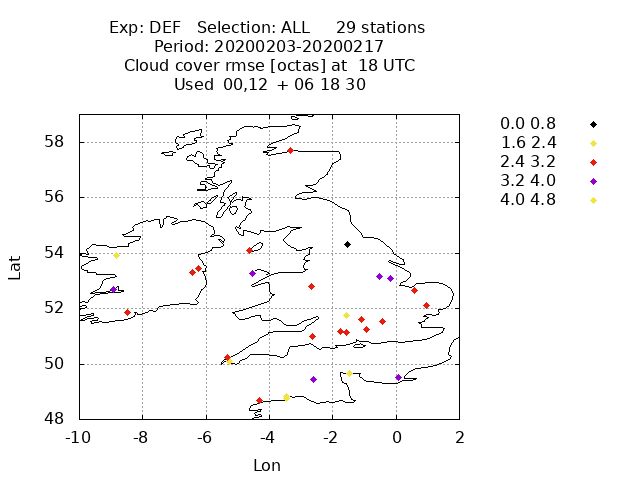 Exp: DEF   Selection: ALL     29 stations
Period: 20200203-20200217
Cloud cover rmse [octas] at  18 UTC
Used  00,12  + 06 18 30
0.0 0.8
1.6 2.4
2.4 3.2
3.2 4.0
4.0 4.8
58
56
54
52
50
48
Lat
-10 -8 -6 -4 -2 0 2
Lon